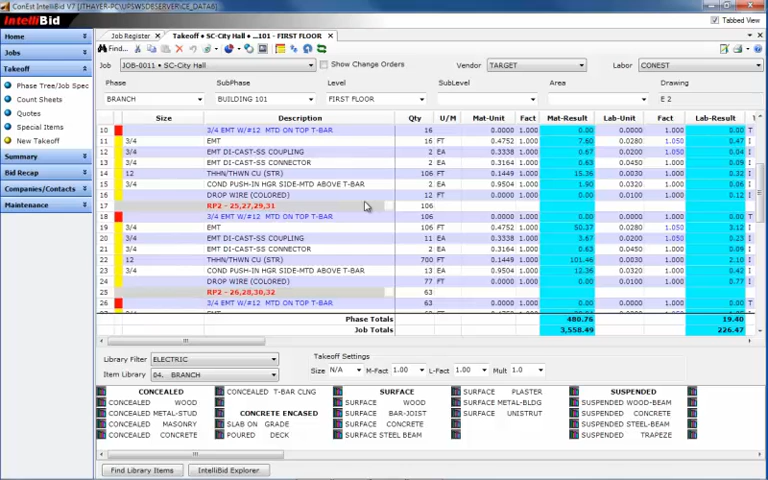 ConEst IntelliBid V7 [JTHAYER-PC\UPWSDBSERVER\CE_DATA6]
IntelliBid
Tabbed View
Home
Jobs
Takeoff
Phase Tree/Job Spec
Count Sheets
Quotes
Special Items
New Takeoff
Summary
Bid Recap
Companies/Contacts
Maintenance
Job Register
Takeoff • SC-City Hall • ...101 - FIRST FLOOR
Find...
Job JOB-0011 • SC-City Hall Show Change Orders Vendor TARGET Labor CONEST
Phase SubPhase Level SubLevel Area Drawing
BRANCH BUILDING 101 FIRST FLOOR E 2
Size Description Qty U/M Mat-Unit Fact Mat-Result Lab-Unit Fact Lab-Result
10 3/4 EMT W/#12 MTD ON T-BAR 16 0.0000 1.000 0.00 0.0000 1.000 0.00 T
11 3/4 EMT 16 FT 0.4752 1.000 7.60 0.0280 1.050 0.47 I
12 3/4 EMT DI-CAST-SS COUPLING 2 EA 0.3338 1.000 0.67 0.0300 1.050 0.06 I
13 3/4 EMT DI-CAST-SS CONNECTOR 2 EA 0.3164 1.000 0.63 0.0450 1.000 0.09 I
14 12 THHN/THWN CU (STR) 106 FT 0.1449 1.000 15.36 0.0030 1.000 0.32 I
15 3/4 COND PUSH-IN HGR SIDE-MTD ABOVE T-BAR 2 EA 0.9504 1.000 1.90 0.0320 1.000 0.06 I
16 DROP WIRE (COLORED) 12 FT 0.0000 1.000 0.00 0.0100 1.000 0.12 I
17 RP2 - 25,27,29,31 106
18 3/4 EMT W/#12 MTD ON T-BAR 106 0.0000 1.000 0.00 0.0000 1.000 0.00 T
19 3/4 EMT 106 FT 0.4752 1.000 50.37 0.0280 1.050 3.12 I
20 3/4 EMT DI-CAST-SS COUPLING 11 EA 0.3338 1.000 3.67 0.0300 1.050 0.23 I
21 3/4 EMT DI-CAST-SS CONNECTOR 2 EA 0.3164 1.000 0.63 0.0450 1.000 0.09 I
22 12 THHN/THWN CU (STR) 700 FT 0.1449 1.000 101.46 0.0030 1.000 2.10 I
23 3/4 COND PUSH-IN HGR SIDE-MTD ABOVE T-BAR 13 EA 0.9504 1.000 12.36 0.0320 1.000 0.42 I
24 DROP WIRE (COLORED) 77 FT 0.0000 1.000 0.00 0.0100 1.000 0.77 I
25 RP2 - 26,28,30,32 63
26 3/4 EMT W/#12 MTD ON T-BAR 63 0.0000 1.000 0.00 0.0000 1.000 0.00 T
Phase Totals 480.76 19.40
Job Totals 3,558.49 226.47
Library Filter ELECTRIC
Item Library 04. BRANCH
Takeoff Settings
Size N/A M-Fact 1.00 L-Fact 1.00 Mult 1.0
CONCEALED CONCEALED T-BAR CLNG SURFACE SURFACE PLASTER SUSPENDED
CONCEALED WOOD SURFACE WOOD SURFACE METAL-BLDG SUSPENDED WOOD-BEAM
CONCEALED METAL-STUD CONCRETE ENCASED SURFACE BAR-JOIST SURFACE UNISTRUT SUSPENDED CONCRETE
CONCEALED MASONRY SLAB ON GRADE SURFACE CONCRETE SUSPENDED STEEL-BEAM
CONCEALED CONCRETE POURED DECK SURFACE STEEL BEAM SUSPENDED TRAPEZE
Find Library Items IntelliBid Explorer